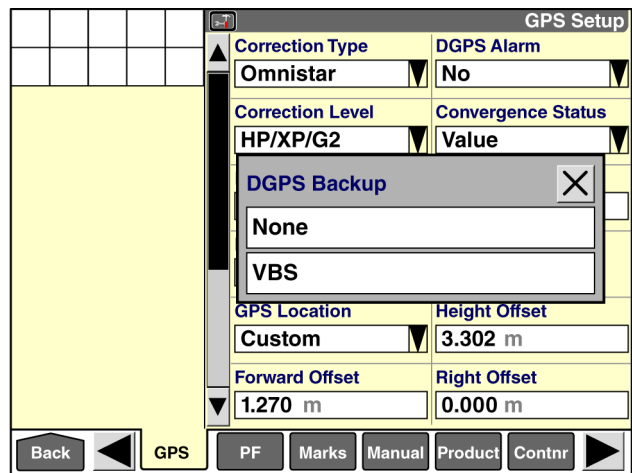 GPS Setup
Correction Type
DGPS Alarm
Omnistar
No
Correction Level
Convergence Status
HP/XP/G2
Value
DGPS Backup
None
VBS
GPS Location
Height Offset
Custom
3.302 m
Forward Offset
Right Offset
1.270 m
0.000 m
Back
GPS
PF
Marks
Manual
Product
Contnr